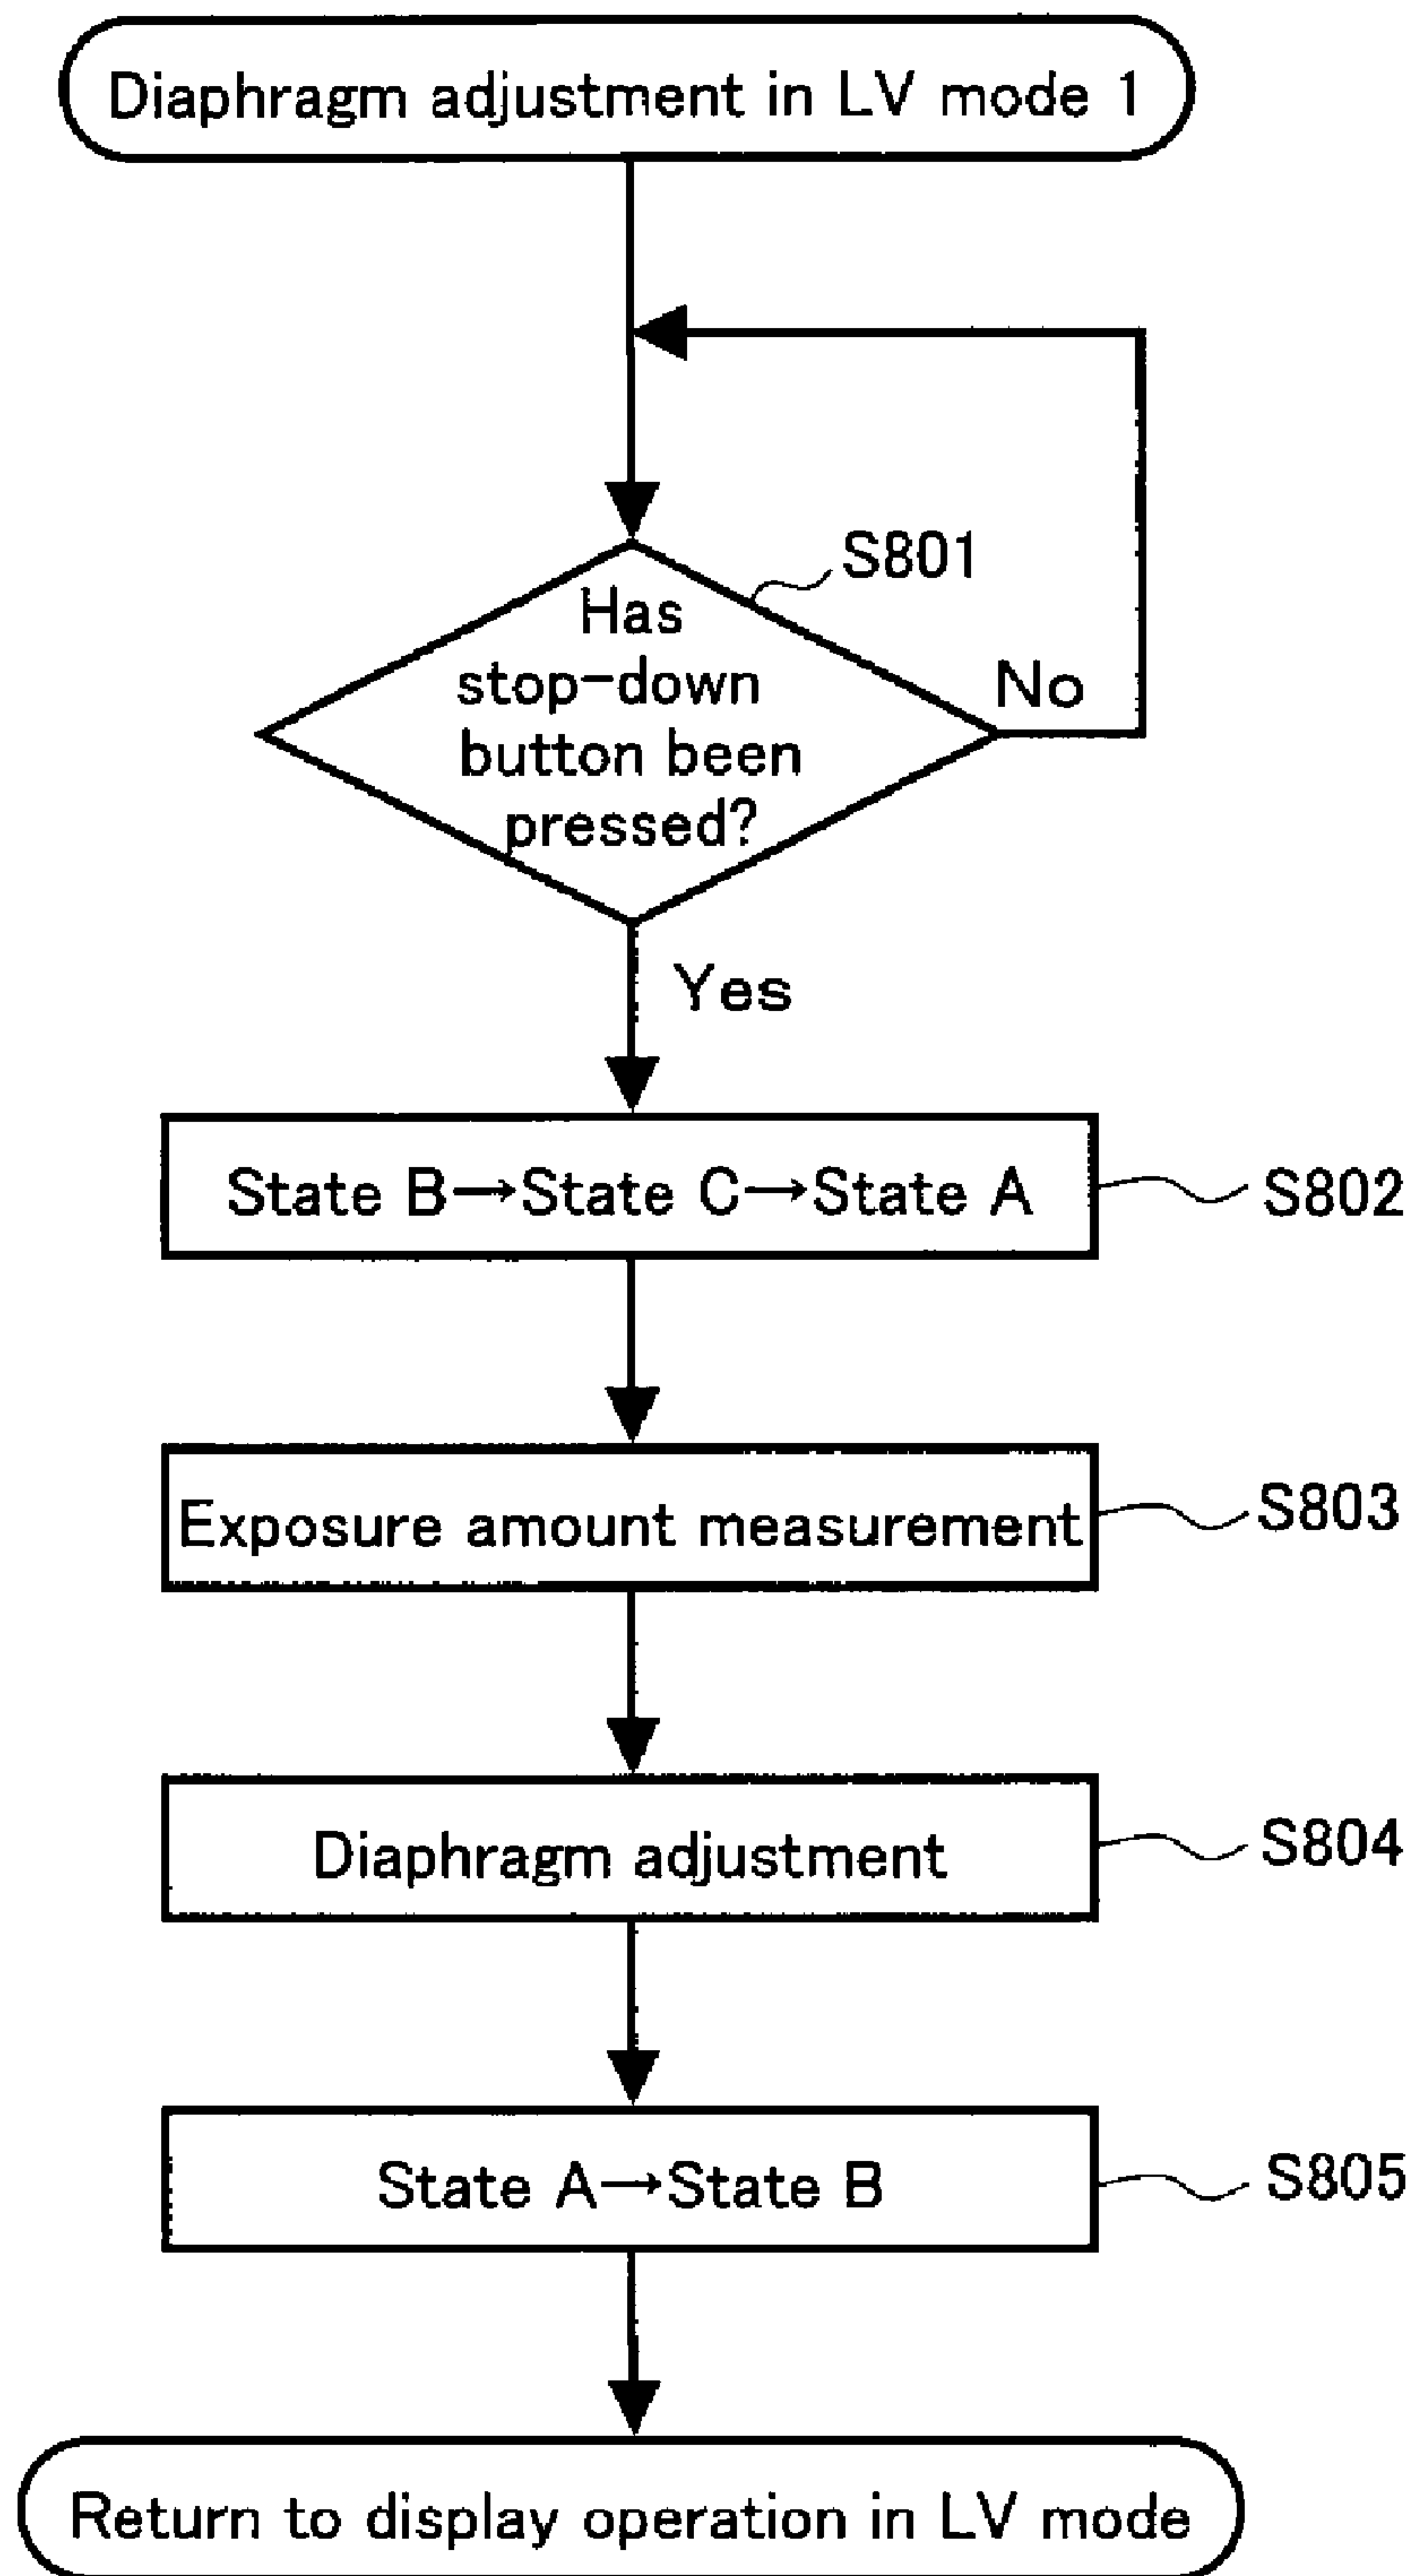 Diaphragm adjustment in LV mode 1
S801
Has
stop-down
button been
pressed?
No
Yes
State B→State C→State A
S802
Exposure amount measurement
S803
Diaphragm adjustment
S804
State A→State B
S805
Return to display operation in LV mode